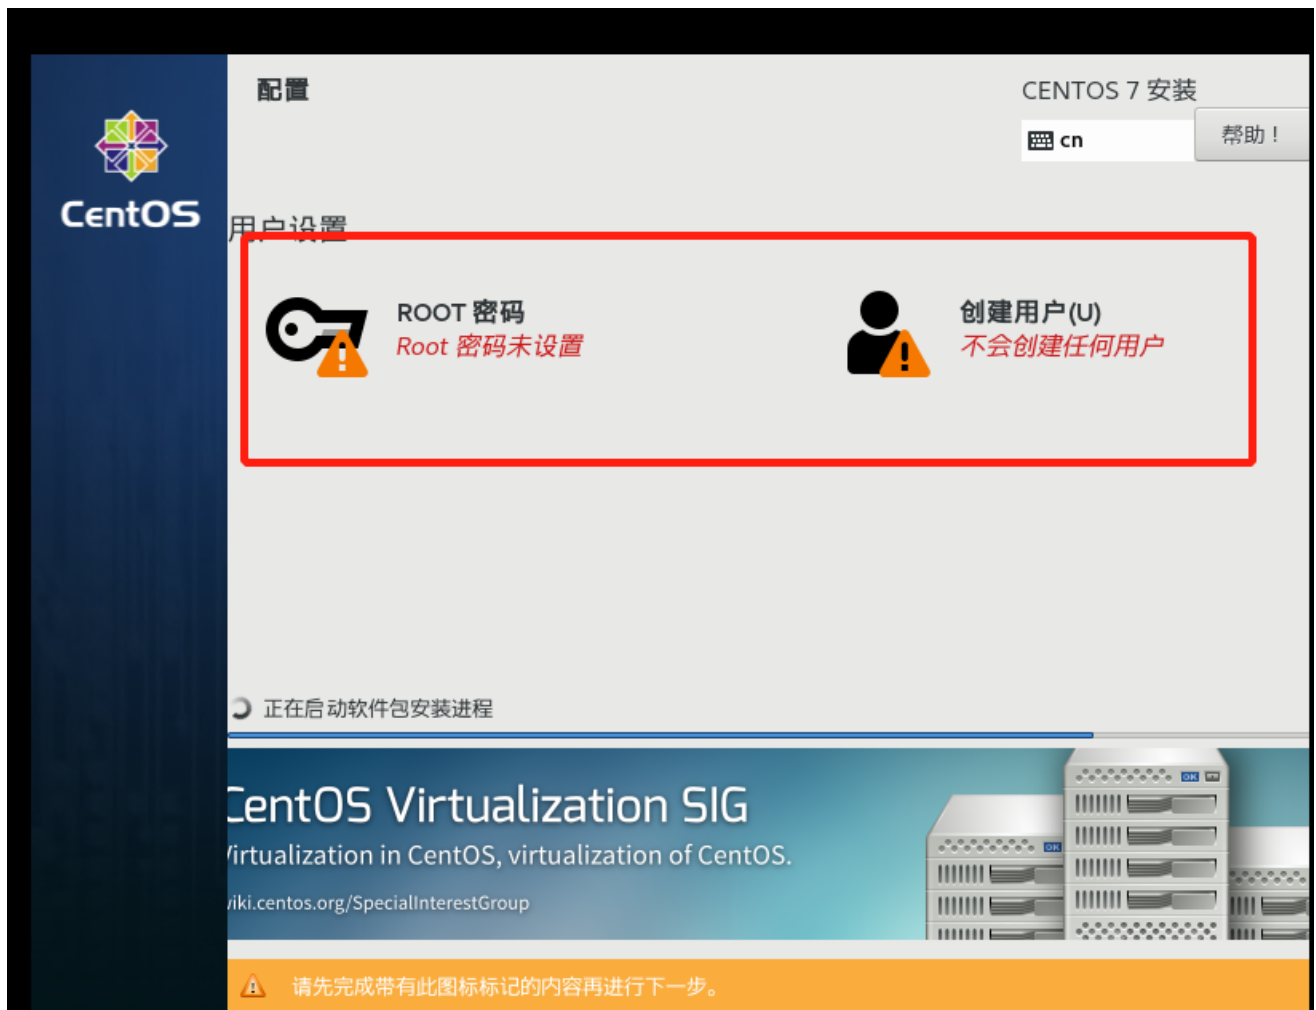 配置
CENTOS 7 安装
cn
帮助！
CentOS
用户设置
ROOT 密码
Root 密码未设置
创建用户(U)
不会创建任何用户
正在启动软件包安装进程
CentOS Virtualization SIG
Virtualization in CentOS, virtualization of CentOS.
wiki.centos.org/SpecialInterestGroup
OK
OK
请先完成带有此图标标记的内容再进行下一步。